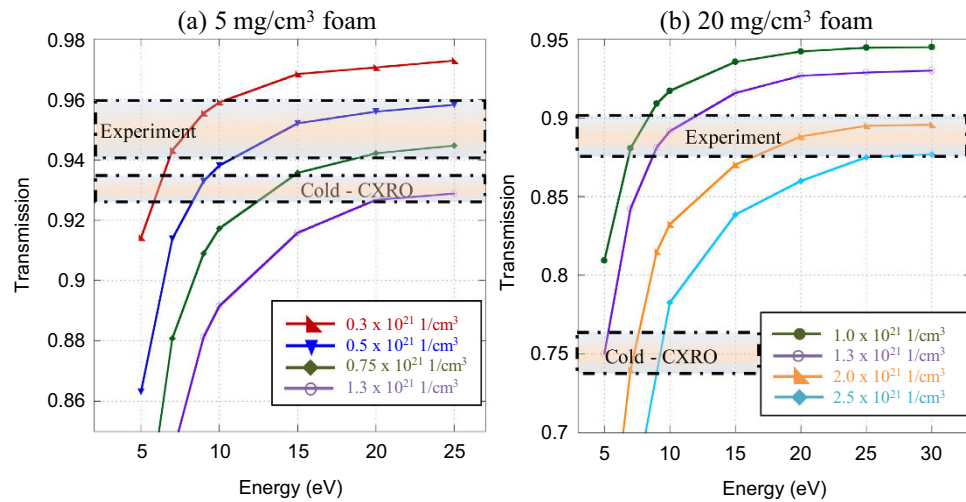 (a) 5 mg/cm³ foam
0.98
0.96
0.94
0.92
0.9
0.88
0.86
Transmission
Experiment
Cold - CXRO
0.3 x 10²¹ 1/cm³
0.5 x 10²¹ 1/cm³
0.75 x 10²¹ 1/cm³
1.3 x 10²¹ 1/cm³
5 10 15 20 25
Energy (eV)
(b) 20 mg/cm³ foam
0.95
0.9
0.85
0.8
0.75
0.7
Transmission
Experiment
Cold - CXRO
1.0 x 10²¹ 1/cm³
1.3 x 10²¹ 1/cm³
2.0 x 10²¹ 1/cm³
2.5 x 10²¹ 1/cm³
5 10 15 20 25 30
Energy (eV)